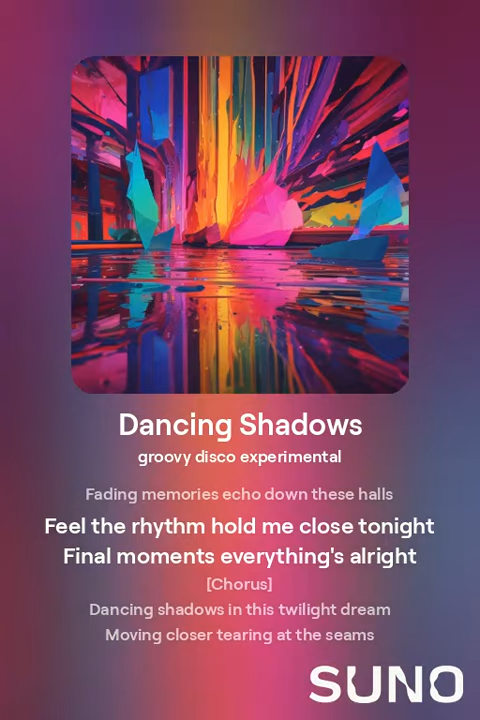 Dancing Shadows
groovy disco experimental
Fading memories echo down these halls
Feel the rhythm hold me close tonight
Final moments everything's alright
[Chorus]
Dancing shadows in this twilight dream
Moving closer tearing at the seams
SUNO